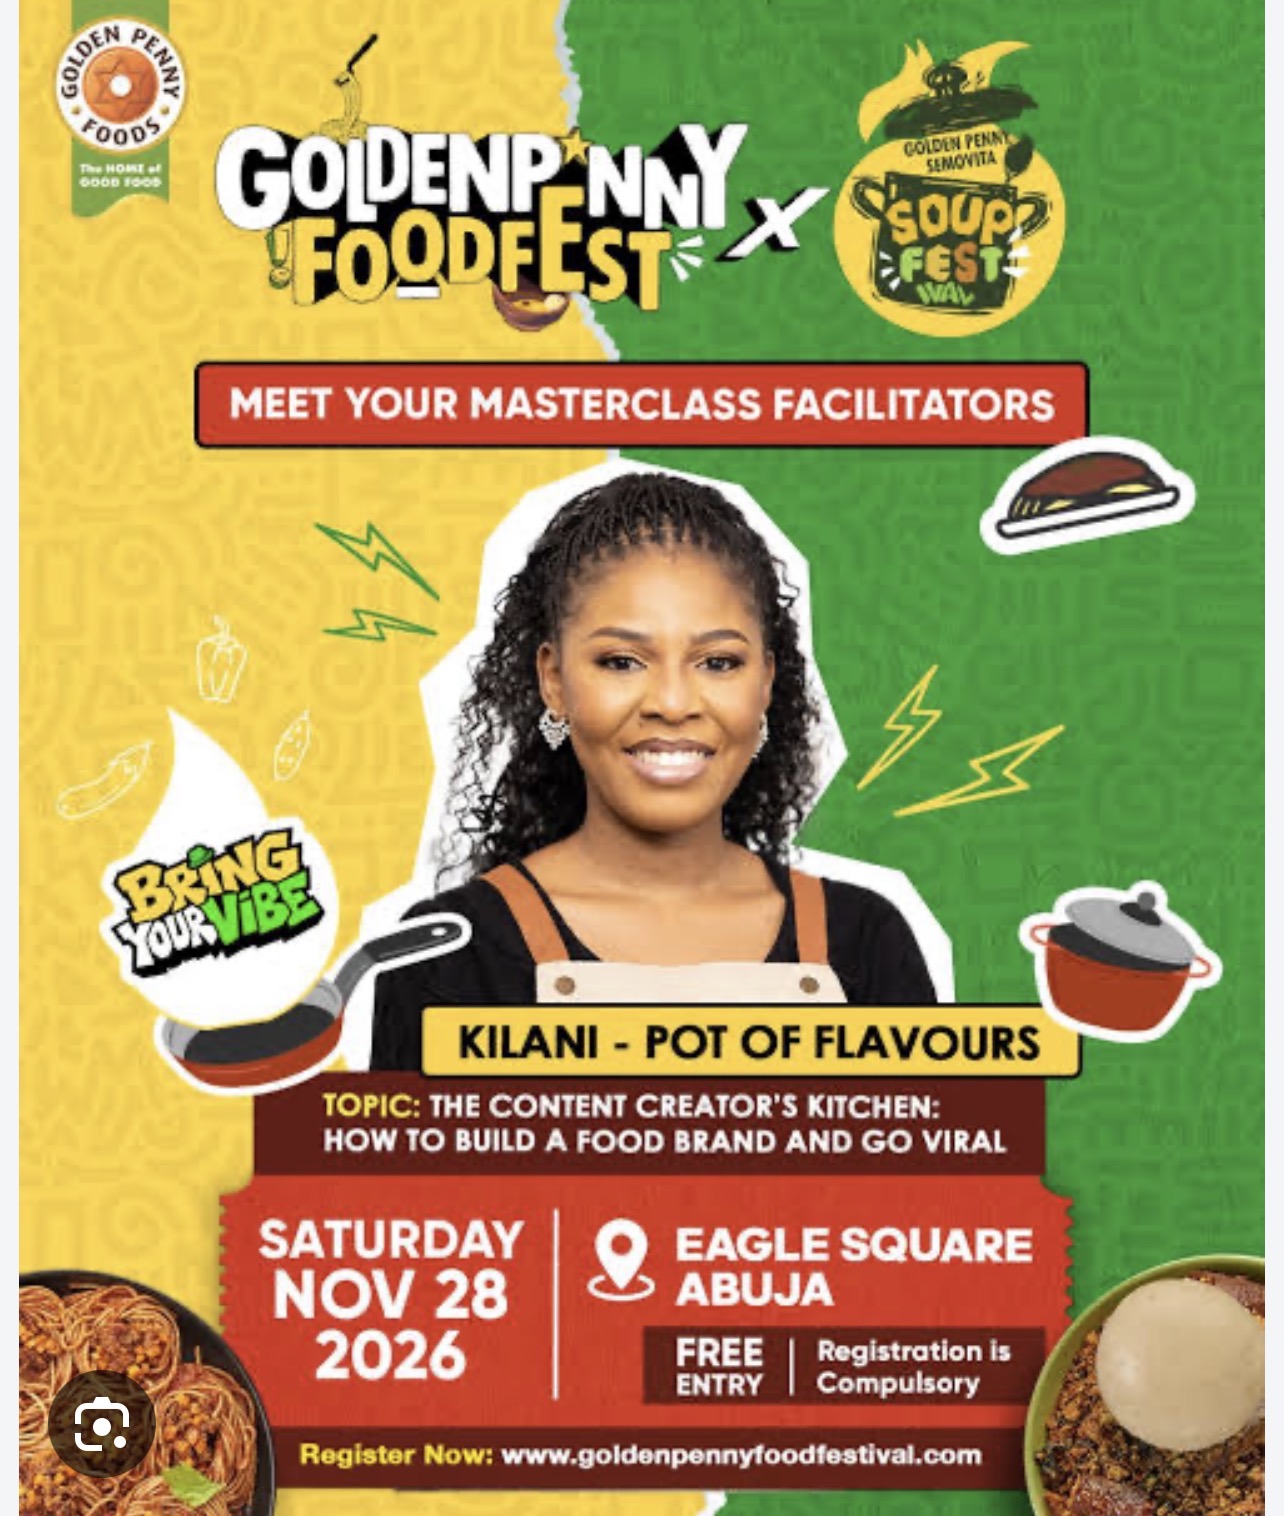 GOLDEN PENNY
FOODS
The HOME of
GOOD FOOD
GOLDENPENNY
FOODFEST
X
GOLDEN PENNY
SEMOVITA
SOUP
FEST
MEET YOUR MASTERCLASS FACILITATORS
BRING
YOUR VIBE
KILANI - POT OF FLAVOURS
TOPIC: THE CONTENT CREATOR'S KITCHEN:
HOW TO BUILD A FOOD BRAND AND GO VIRAL
SATURDAY
NOV 28
2026
EAGLE SQUARE
ABUJA
FREE
ENTRY
Registration is
Compulsory
Register Now: www.goldenpennyfoodfestival.com